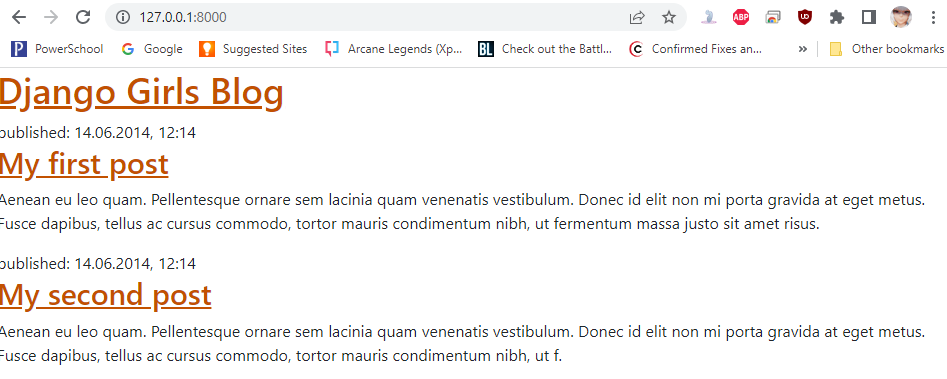 127.0.0.1:8000
ABP
PowerSchool Google Suggested Sites Arcane Legends (Xp... BL Check out the Battl... Confirmed Fixes an... » Other bookmarks
Django Girls Blog
published: 14.06.2014, 12:14
My first post
Aenean eu leo quam. Pellentesque ornare sem lacinia quam venenatis vestibulum. Donec id elit non mi porta gravida at eget metus.
Fusce dapibus, tellus ac cursus commodo, tortor mauris condimentum nibh, ut fermentum massa justo sit amet risus.
published: 14.06.2014, 12:14
My second post
Aenean eu leo quam. Pellentesque ornare sem lacinia quam venenatis vestibulum. Donec id elit non mi porta gravida at eget metus.
Fusce dapibus, tellus ac cursus commodo, tortor mauris condimentum nibh, ut f.